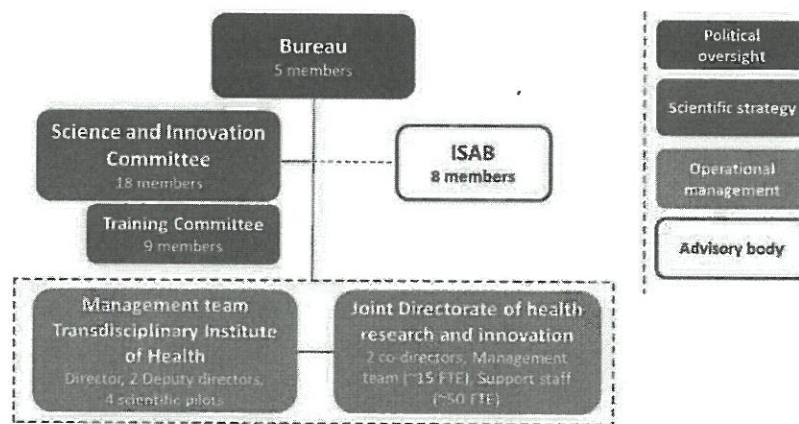 Bureau
5 members
Science and Innovation
Committee
18 members
ISAB
8 members
Training Committee
9 members
Management team
Transdisciplinary Institute
of Health
Director, 2 Deputy directors,
4 scientific pilots
Joint Directorate of health
research and innovation
2 co-directors, Management
team (~15 FTE), Support staff
(~50 FTE)
Political
oversight
Scientific strategy
Operational
management
Advisory body